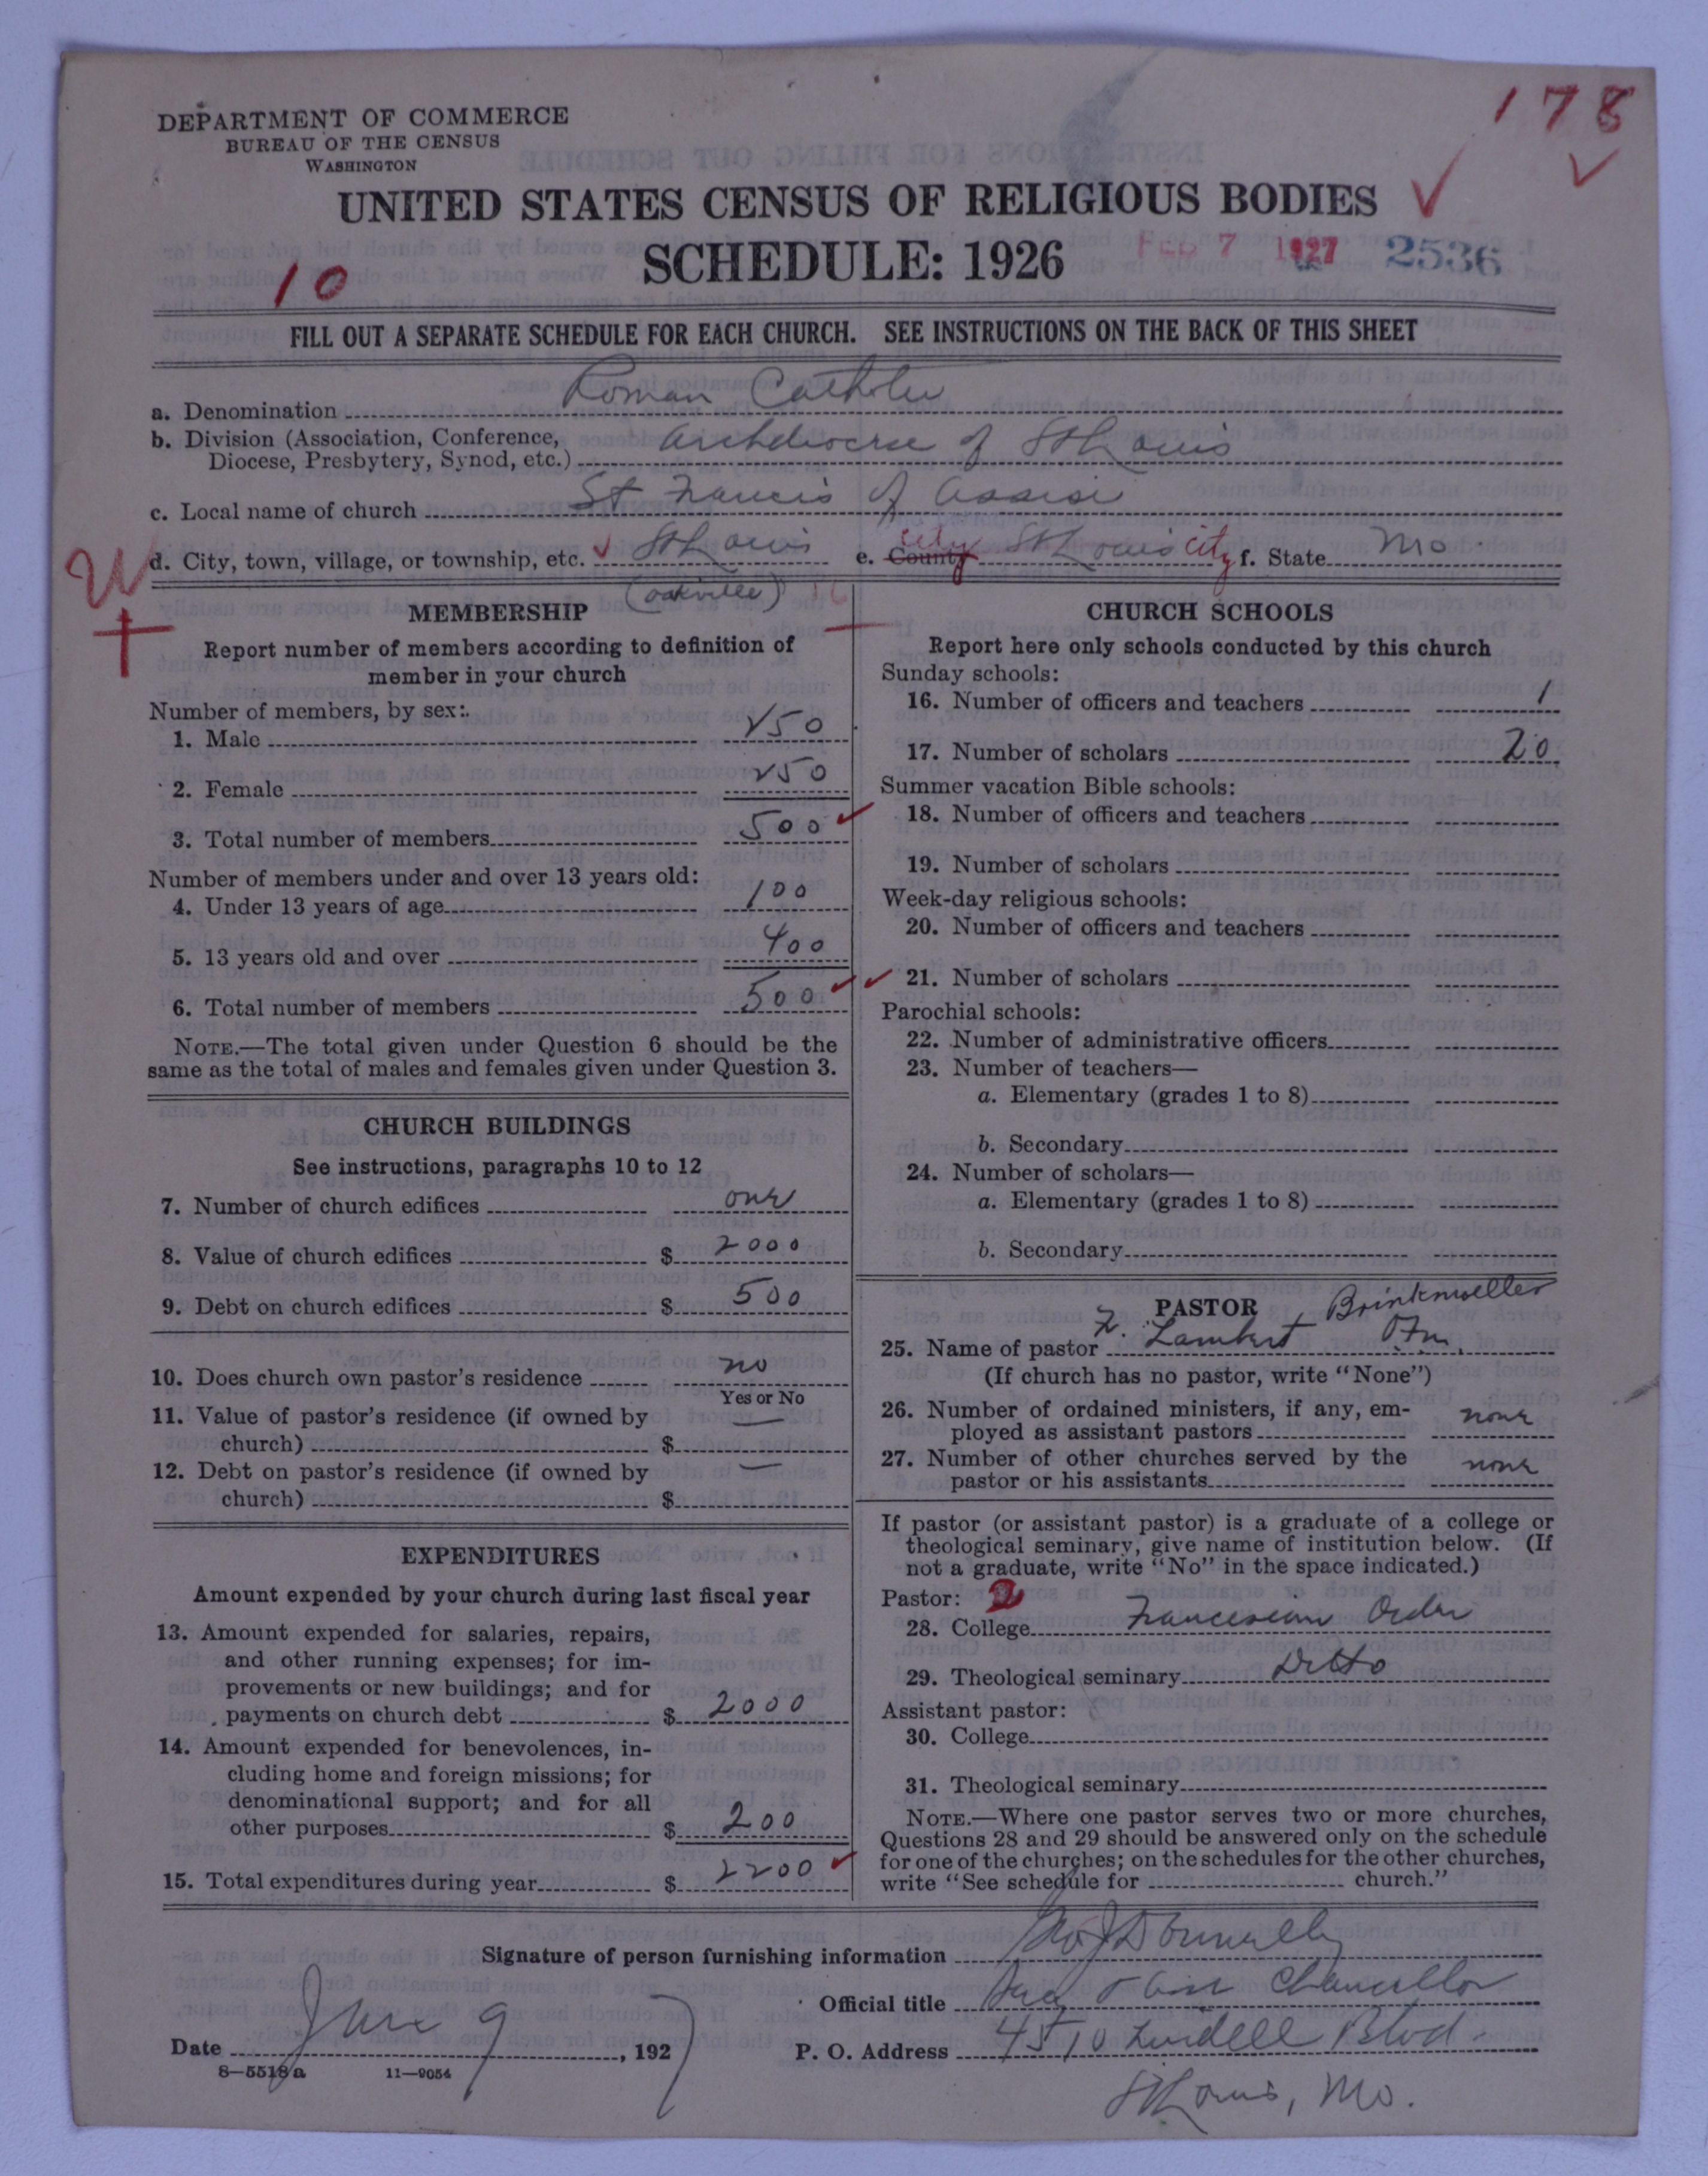 178
DEPARTMENT OF COMMERCE
BUREAU OF THE CENSUS
WASHINGTON
UNITED STATES CENSUS OF RELIGIOUS BODIES
SCHEDULE: 1926
FEB 7 1927 2536
10
FILL OUT A SEPARATE SCHEDULE FOR EACH CHURCH. SEE INSTRUCTIONS ON THE BACK OF THIS SHEET
a. Denomination Roman Catholic
b. Division (Association, Conference, Diocese, Presbytery, Synod, etc.) Archdiocese of St Louis
c. Local name of church St Francis of Assisi
d. City, town, village, or township, etc. St Louis e. County City St Louis City f. State Mo
(Oakville) 16
W
MEMBERSHIP
Report number of members according to definition of
member in your church
Number of members, by sex:
1. Male 250
2. Female 250
3. Total number of members 500
Number of members under and over 13 years old:
4. Under 13 years of age 100
5. 13 years old and over 400
6. Total number of members 500
NOTE.—The total given under Question 6 should be the
same as the total of males and females given under Question 3.
CHURCH BUILDINGS
See instructions, paragraphs 10 to 12
7. Number of church edifices one
8. Value of church edifices $ 2000
9. Debt on church edifices $ 500
10. Does church own pastor's residence no
Yes or No
11. Value of pastor's residence (if owned by
church) $ —
12. Debt on pastor's residence (if owned by
church) $ —
EXPENDITURES
Amount expended by your church during last fiscal year
13. Amount expended for salaries, repairs,
and other running expenses; for im-
provements or new buildings; and for
payments on church debt $ 2000
14. Amount expended for benevolences, in-
cluding home and foreign missions; for
denominational support; and for all
other purposes $ 200
15. Total expenditures during year $ 2200
CHURCH SCHOOLS
Report here only schools conducted by this church
Sunday schools:
16. Number of officers and teachers 1
17. Number of scholars 20
Summer vacation Bible schools:
18. Number of officers and teachers
19. Number of scholars
Week-day religious schools:
20. Number of officers and teachers
21. Number of scholars
Parochial schools:
22. Number of administrative officers
23. Number of teachers—
a. Elementary (grades 1 to 8)
b. Secondary
24. Number of scholars—
a. Elementary (grades 1 to 8)
b. Secondary
PASTOR
25. Name of pastor F. Lambert Brinkmoeller OFM.
(If church has no pastor, write "None")
26. Number of ordained ministers, if any, em-
ployed as assistant pastors none
27. Number of other churches served by the
pastor or his assistants none
If pastor (or assistant pastor) is a graduate of a college or
theological seminary, give name of institution below. (If
not a graduate, write "No" in the space indicated.)
Pastor: 2
28. College Franciscan Order
29. Theological seminary Ditto
Assistant pastor:
30. College
31. Theological seminary
NOTE.—Where one pastor serves two or more churches,
Questions 28 and 29 should be answered only on the schedule
for one of the churches; on the schedules for the other churches,
write "See schedule for church."
Signature of person furnishing information Donnelly
Official title Chancellor
Date June 9, 1927 P. O. Address 4510 Lindell Blvd.
St Louis, Mo.
8—5518a 11—9054